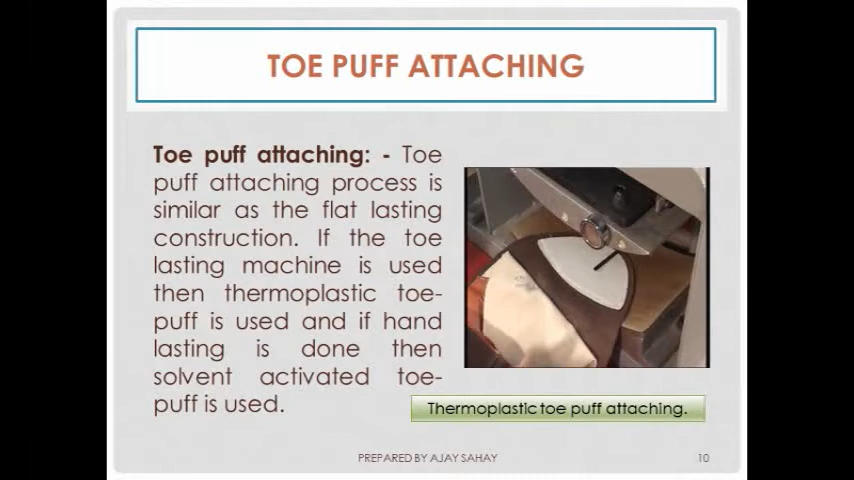 TOE PUFF ATTACHING
Toe puff attaching: - Toe
puff attaching process is
similar as the flat lasting
construction. If the toe
lasting machine is used
then thermoplastic toe-
puff is used and if hand
lasting is done then
solvent activated toe-
puff is used.
Thermoplastic toe puff attaching.
PREPARED BY AJAY SAHAY
10